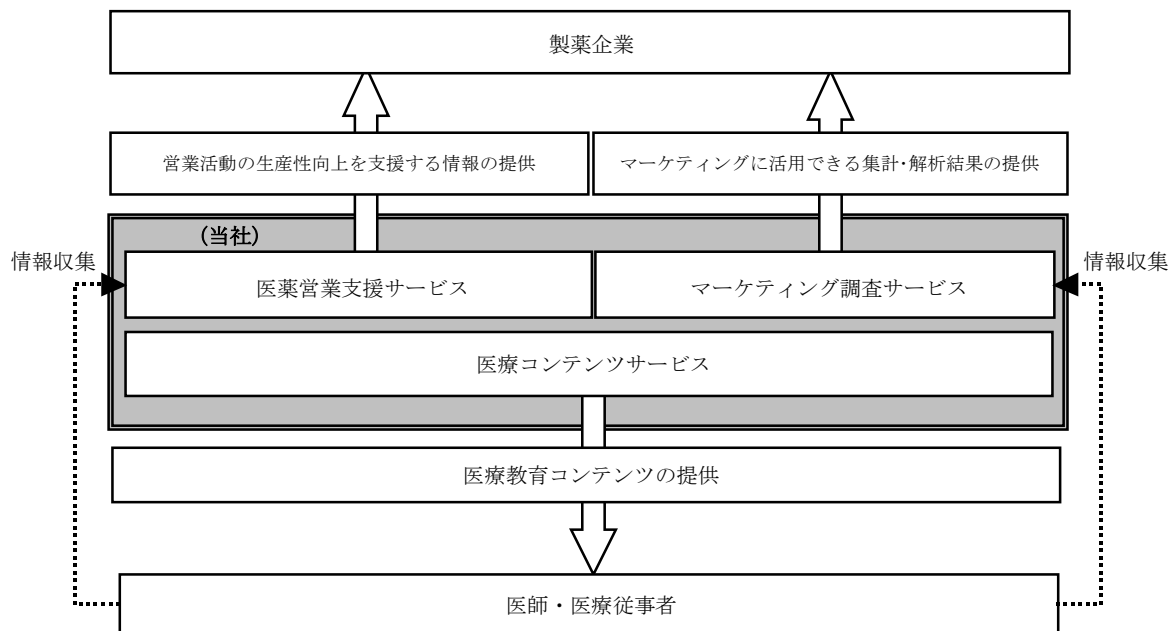 製薬企業
営業活動の生産性向上を支援する情報の提供
マーケティングに活用できる集計・解析結果の提供
(当社)
情報収集
情報収集
医薬営業支援サービス
マーケティング調査サービス
医療コンテンツサービス
医療教育コンテンツの提供
医師・医療従事者